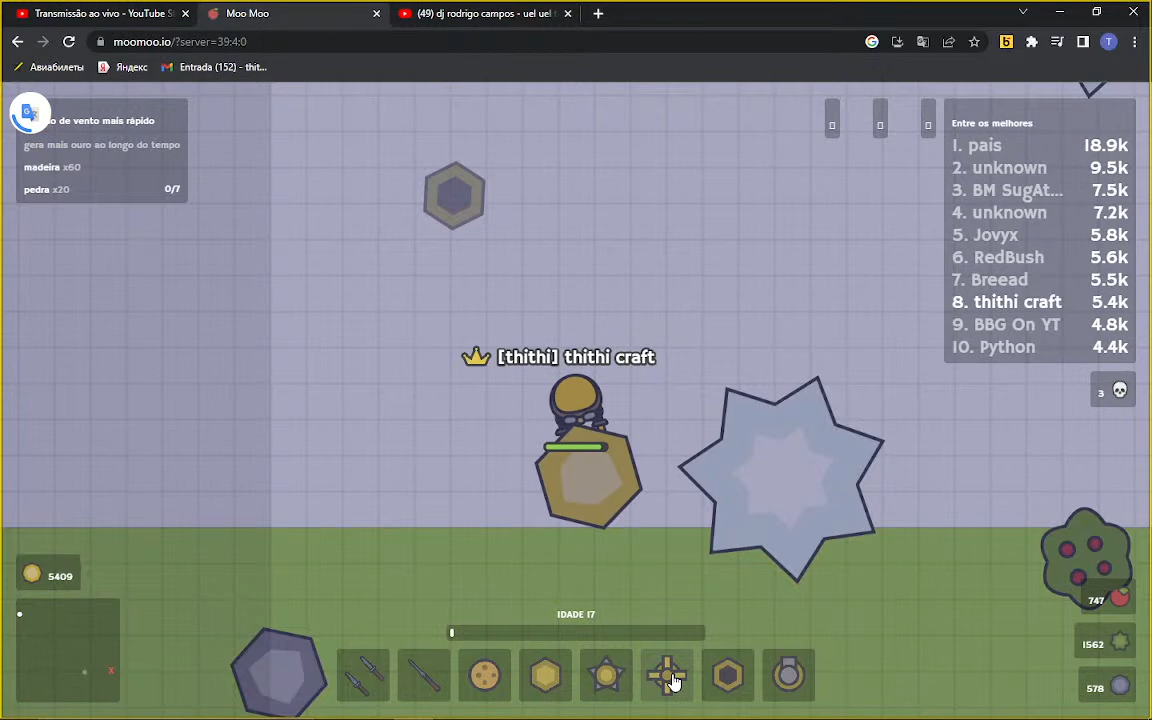 Transmissão ao vivo - YouTube S
Moo Moo
(49) dj rodrigo campos - uel uel
moomoo.io/?server=39:4:0
Авиабилеты
Яндекс
Entrada (152) - thit...
T
o de vento mais rápido
gera mais ouro ao longo do tempo
madeira x60
pedra x20
0/7
Entre os melhores
1. pais 18.9k
2. unknown 9.5k
3. BM SugAt... 7.5k
4. unknown 7.2k
5. Jovyx 5.8k
6. RedBush 5.6k
7. Breead 5.5k
8. thithi craft 5.4k
9. BBG On YT 4.8k
10. Python 4.4k
3
[thithi] thithi craft
5409
IDADE 17
747
1562
578
x